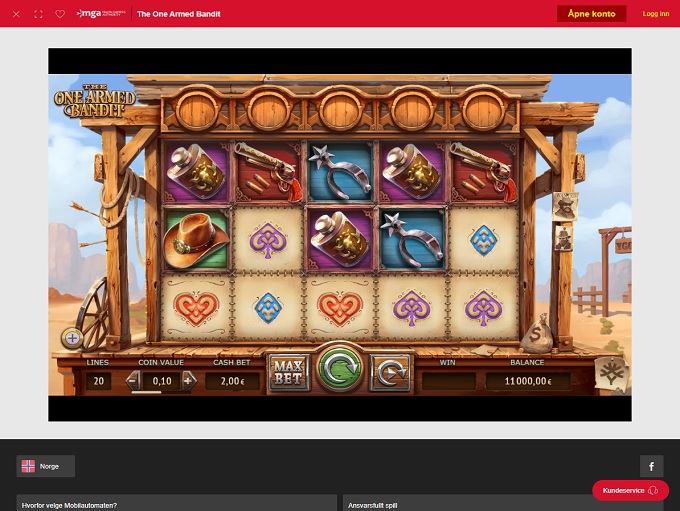 mga
The One Armed Bandit
Åpne konto
Logg inn
THE
ONE ARMED
BANDIT
LINES
COIN VALUE
CASH BET
MAX
BET
WIN
BALANCE
20
0,10
2,00 €
11 000,00 €
$
Norge
Kundeservice
Hvorfor velge Mobilautomaten?
Ansvarsfullt spill